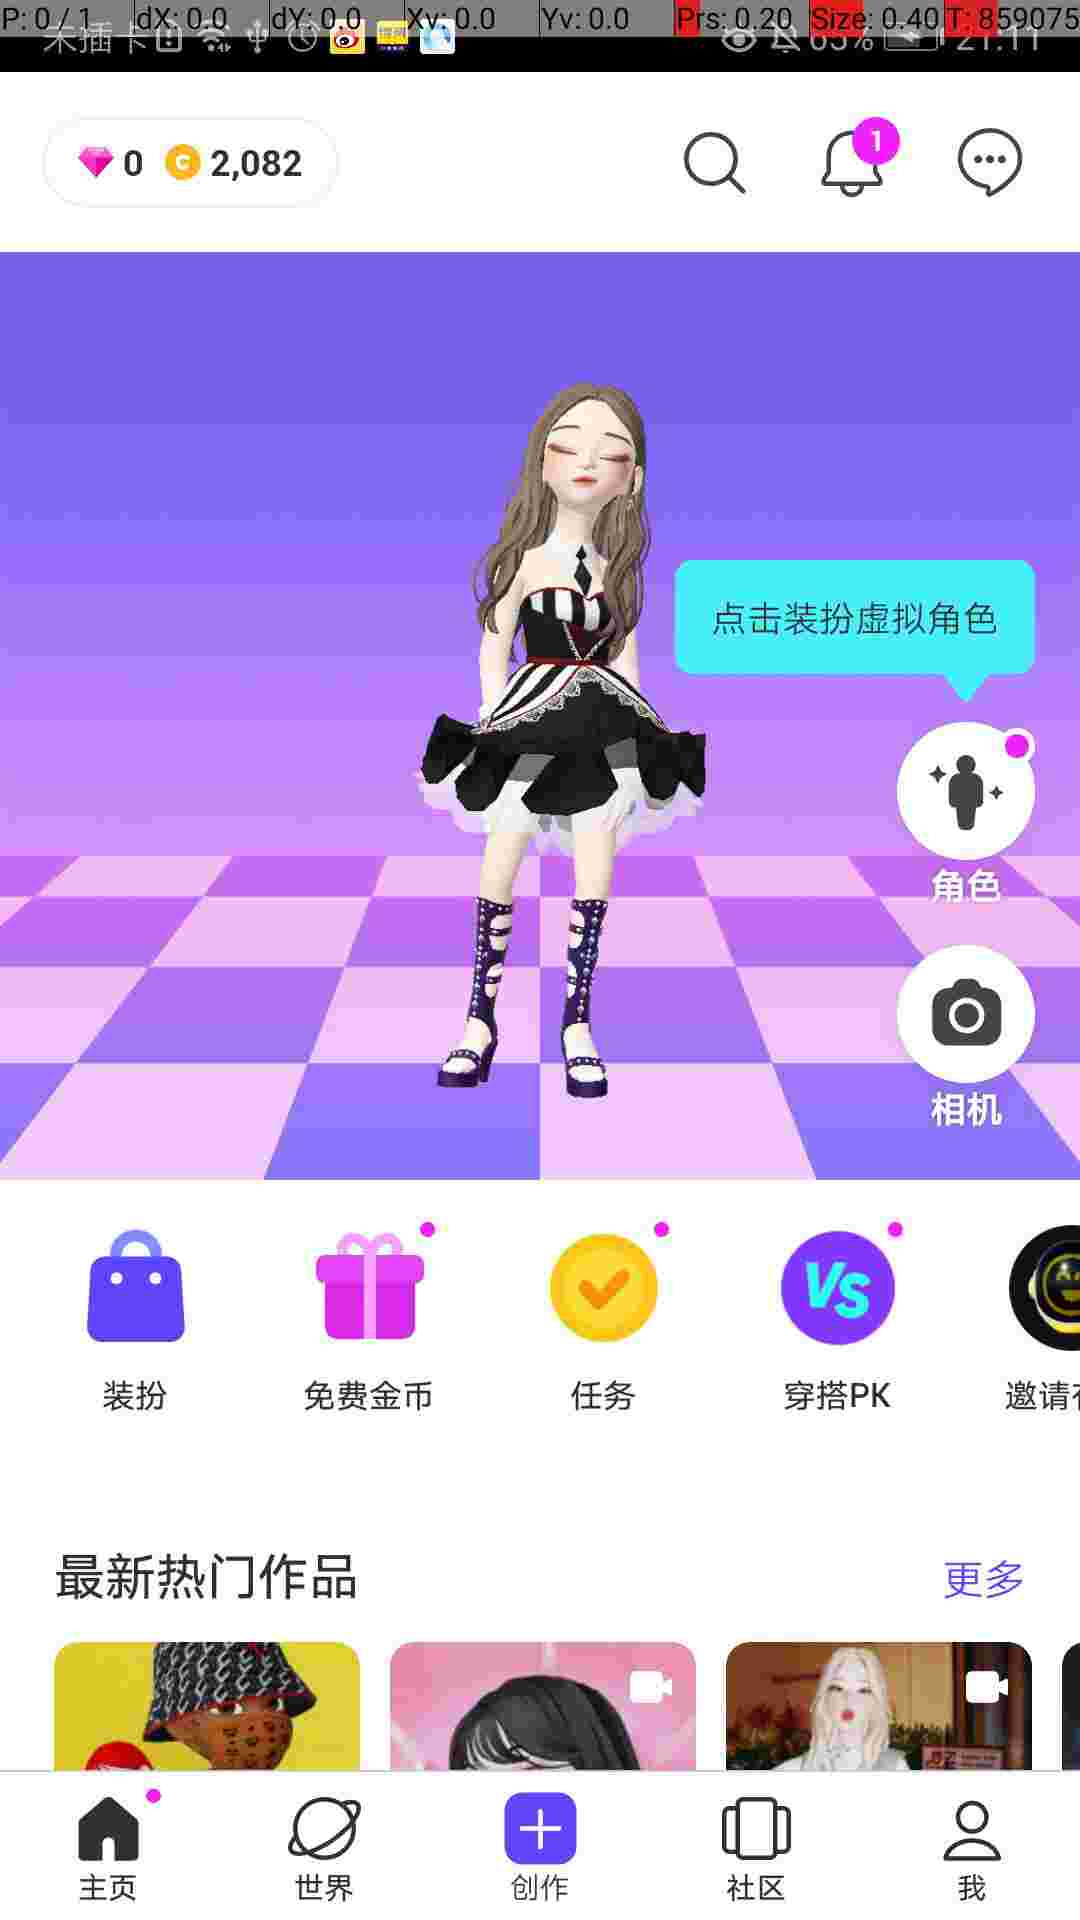 P: 0 / 1 dX: 0.0 dY: 0.0 Xv: 0.0 Yv: 0.0 Prs: 0.20 Size: 0.40 T: 859075
未插卡 63% 21:11
0 2,082 1
点击装扮虚拟角色
角色
相机
VS
装扮 免费金币 任务 穿搭PK 邀请
最新热门作品 更多
主页 世界 创作 社区 我